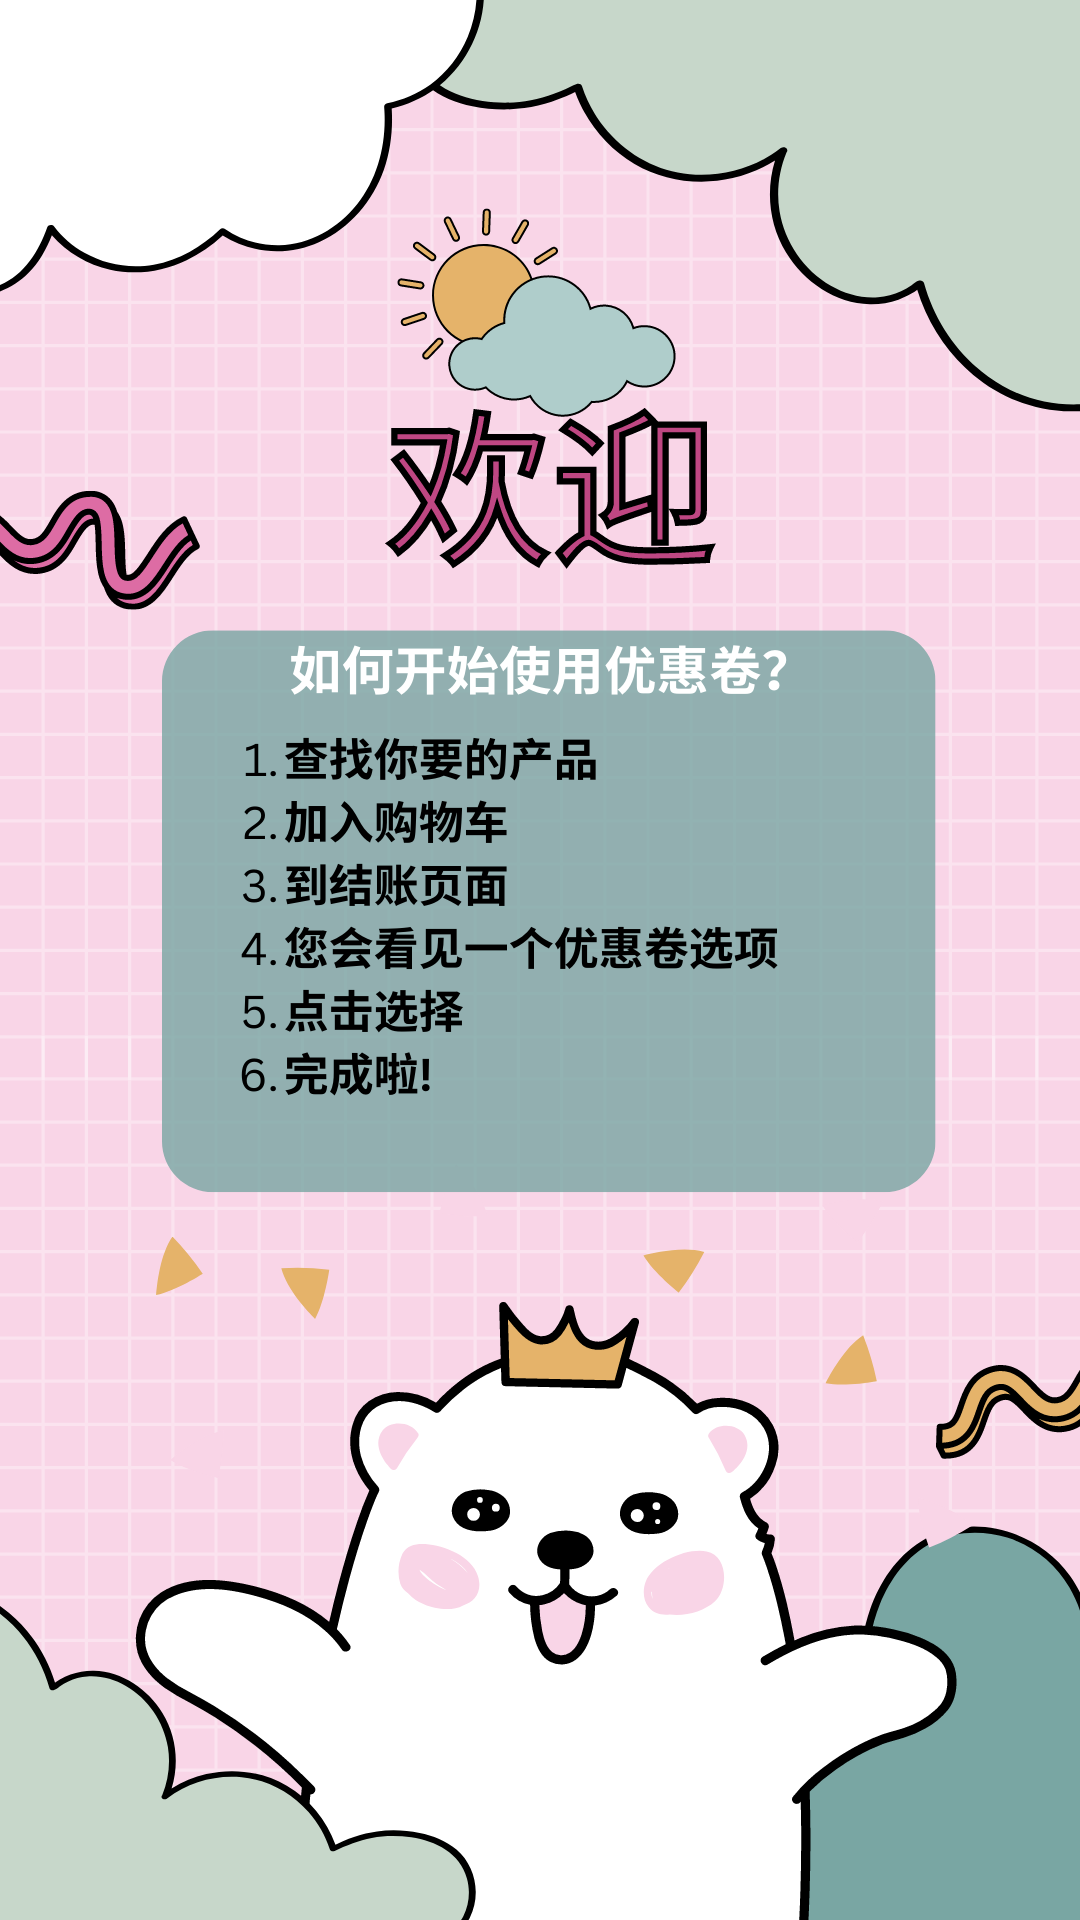 欢迎
如何开始使用优惠卷？
1. 查找你要的产品
2. 加入购物车
3. 到结账页面
4. 您会看见一个优惠卷选项
5. 点击选择
6. 完成啦!